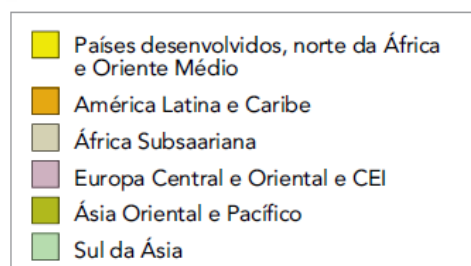 Países desenvolvidos, norte da África
e Oriente Médio
América Latina e Caribe
África Subsaariana
Europa Central e Oriental e CEI
Ásia Oriental e Pacífico
Sul da Ásia